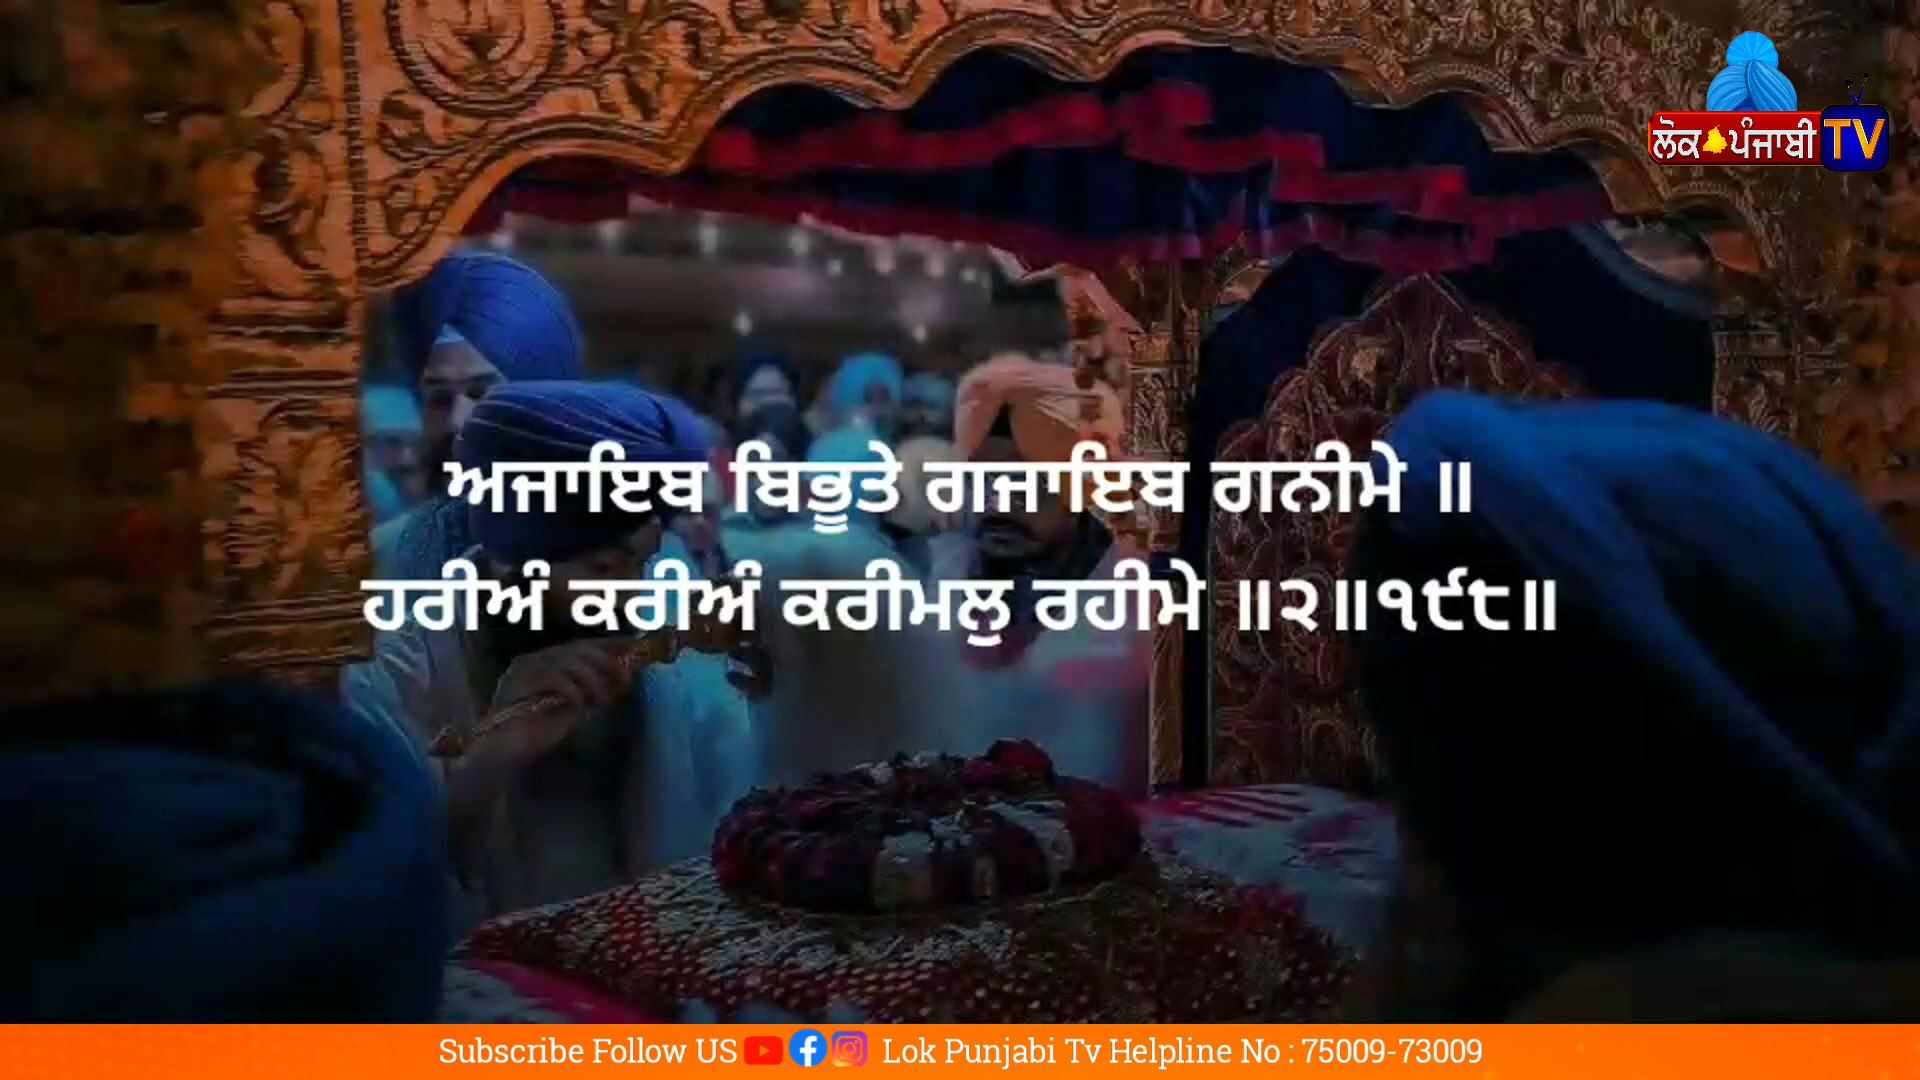 ਲੋਕ ਪੰਜਾਬੀ TV
ਅਜਾਇਬ ਬਿਭੂਤੇ ਗਜਾਇਬ ਗਨੀਮੇ ॥
ਹਰੀਅੰ ਕਰੀਅੰ ਕਰੀਮਲੁ ਰਹੀਮੇ ॥੨॥੧੯੮॥
Subscribe Follow US Lok Punjabi Tv Helpline No : 75009-73009